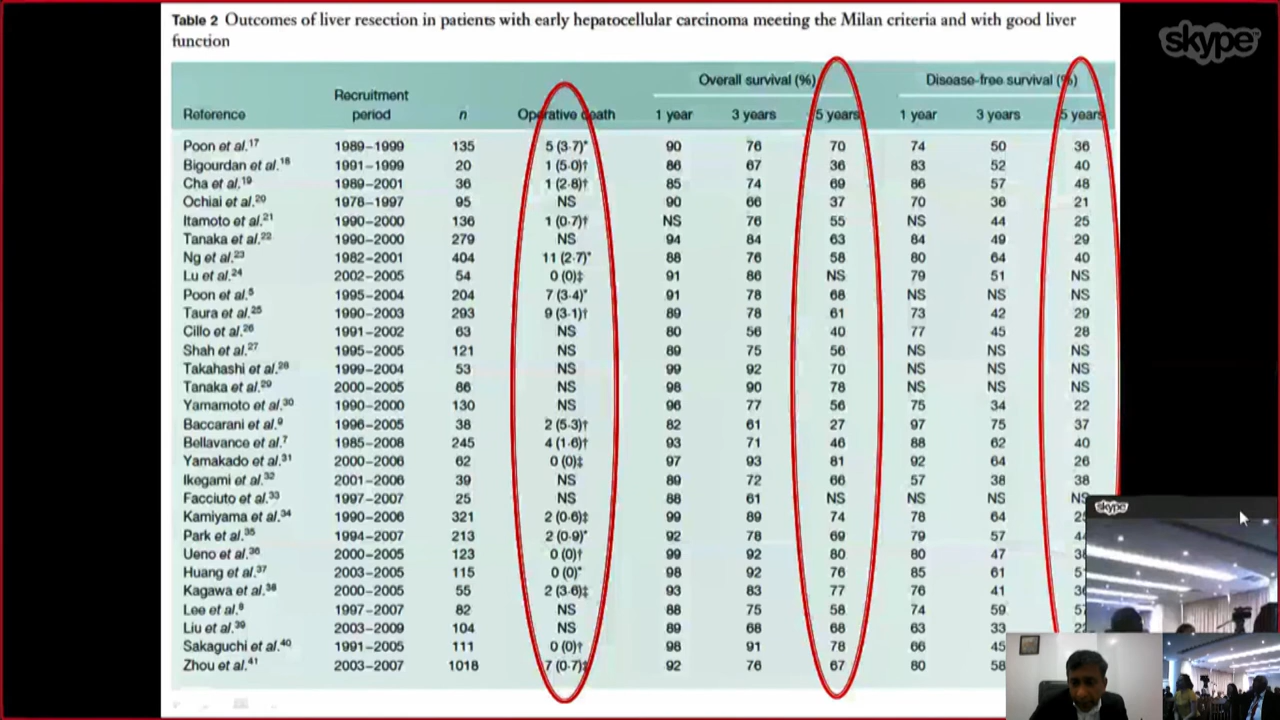 skype
Table 2 Outcomes of liver resection in patients with early hepatocellular carcinoma meeting the Milan criteria and with good liver
function
Overall survival (%) Disease-free survival (%)
Recruitment
Reference period n Operative death 1 year 3 years 5 years 1 year 3 years 5 years
Poon et al.17 1989–1999 135 5 (3·7)* 90 76 70 74 50 36
Bigourdan et al.18 1991–1999 20 1 (5·0)† 86 67 36 83 52 40
Cha et al.19 1989–2001 36 1 (2·8)† 85 74 69 86 57 48
Ochiai et al.20 1978–1997 95 NS 90 66 37 70 36 21
Itamoto et al.21 1990–2000 136 1 (0·7)† NS 76 55 NS 44 25
Tanaka et al.22 1990–2000 279 NS 94 84 63 84 49 29
Ng et al.23 1982–2001 404 11 (2·7)* 88 76 58 80 64 40
Lu et al.24 2002–2005 54 0 (0)‡ 91 86 NS 79 51 NS
Poon et al.5 1995–2004 204 7 (3·4)* 91 78 68 NS NS NS
Taura et al.25 1990–2003 293 9 (3·1)† 89 78 61 73 42 29
Cillo et al.26 1991–2002 63 NS 80 56 40 77 45 28
Shah et al.27 1995–2005 121 NS 89 75 56 NS NS NS
Takahashi et al.28 1999–2004 53 NS 99 92 70 NS NS NS
Tanaka et al.29 2000–2005 66 NS 98 90 78 NS NS NS
Yamamoto et al.30 1990–2000 130 NS 96 77 56 75 34 22
Baccarani et al.9 1996–2005 38 2 (5·3)† 82 61 27 97 75 37
Bellavance et al.7 1985–2008 245 4 (1·6)† 93 71 46 88 62 40
Yamakado et al.31 2000–2006 62 0 (0)‡ 97 93 81 92 64 26
Ikegami et al.32 2001–2006 39 NS 89 72 66 57 38 38
Facciuto et al.33 1997–2007 25 NS 88 61 NS NS NS NS
Kamiyama et al.34 1990–2006 321 2 (0·6)‡ 99 89 74 78 64
Park et al.35 1994–2007 213 2 (0·9)* 92 78 69 79 57
Ueno et al.36 2000–2005 123 0 (0)† 99 92 80 80 47
Huang et al.37 2003–2005 115 0 (0)* 98 92 76 85 61
Kagawa et al.38 2000–2005 55 2 (3·6)‡ 93 83 77 76 41
Lee et al.8 1997–2007 82 NS 88 75 58 74 59
Liu et al.39 2003–2009 104 NS 89 68 68 63 33
Sakaguchi et al.40 1991–2005 111 0 (0)† 98 91 78 66 45
Zhou et al.41 2003–2007 1018 7 (0·7)‡ 92 76 67 80 58
skype